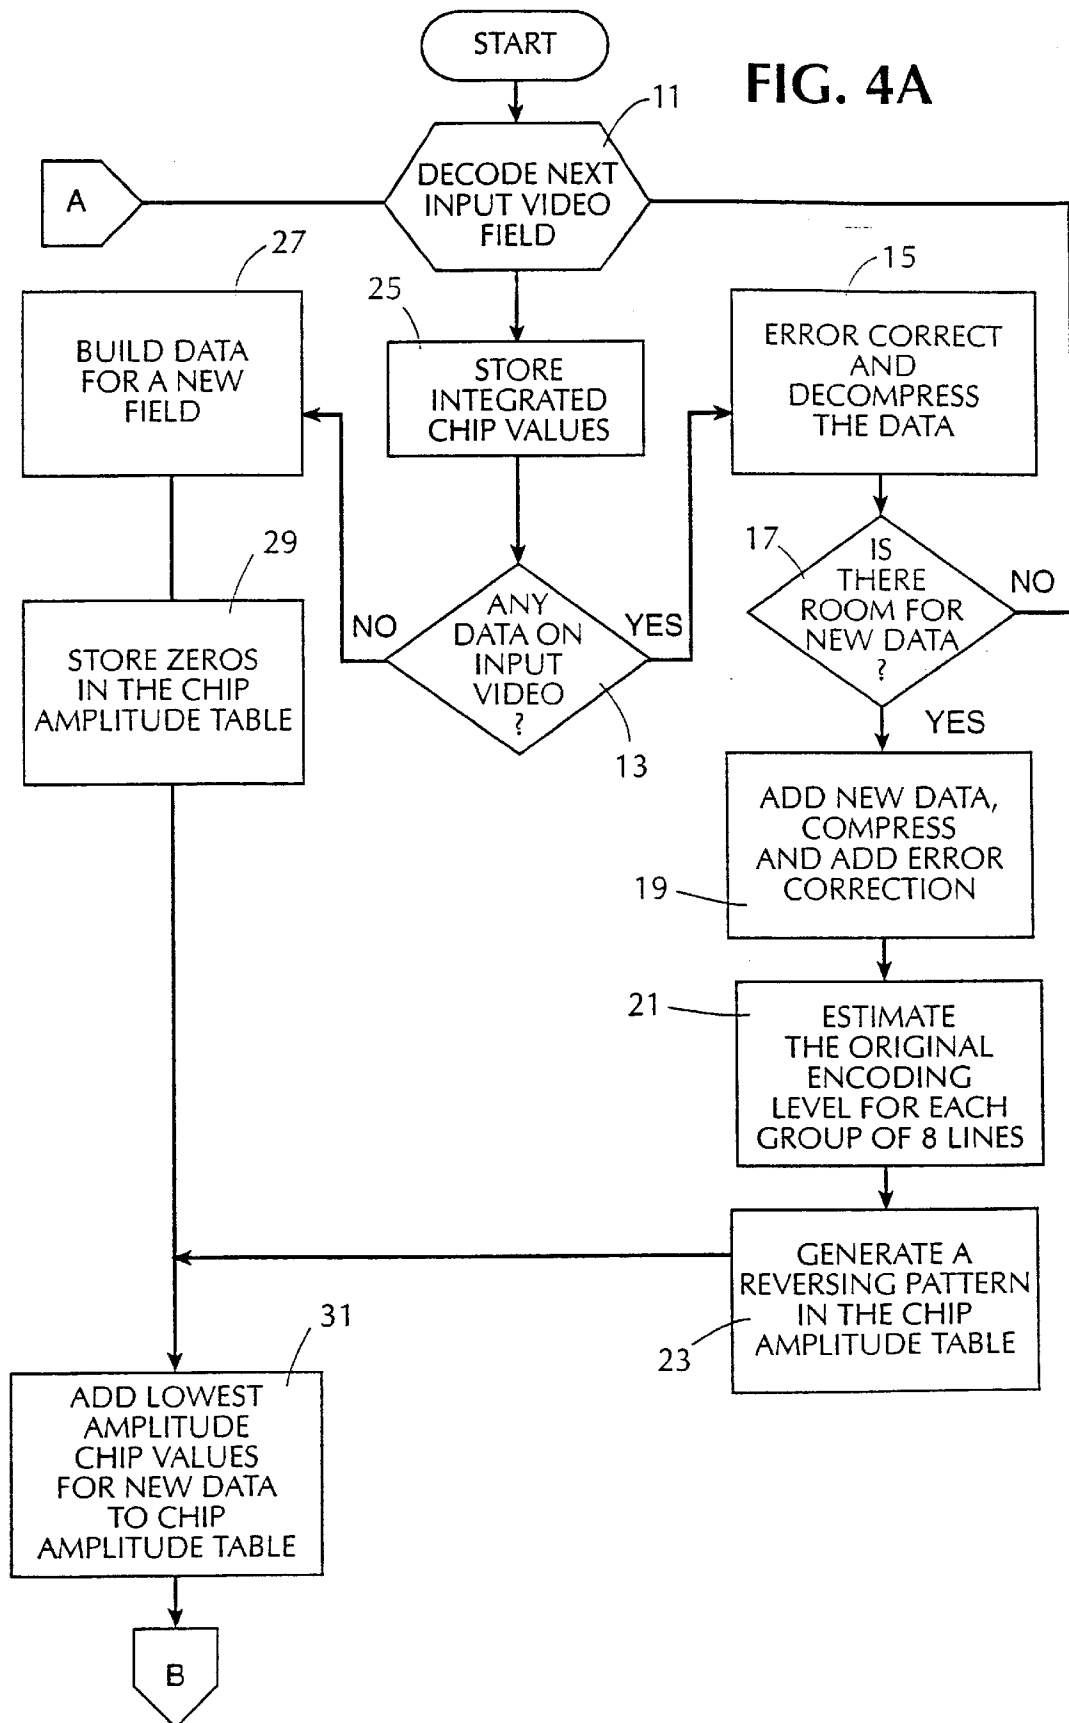 START
FIG. 4A
11
A
DECODE NEXT
INPUT VIDEO
FIELD
27
25
15
BUILD DATA
FOR A NEW
FIELD
STORE
INTEGRATED
CHIP VALUES
ERROR CORRECT
AND
DECOMPRESS
THE DATA
29
17
IS
THERE
ROOM FOR
NEW DATA
?
NO
NO
ANY
DATA ON
INPUT
VIDEO
?
YES
STORE ZEROS
IN THE CHIP
AMPLITUDE TABLE
13
YES
ADD NEW DATA,
COMPRESS
AND ADD ERROR
CORRECTION
19
21
ESTIMATE
THE ORIGINAL
ENCODING
LEVEL FOR EACH
GROUP OF 8 LINES
GENERATE A
REVERSING PATTERN
IN THE CHIP
AMPLITUDE TABLE
23
31
ADD LOWEST
AMPLITUDE
CHIP VALUES
FOR NEW DATA
TO CHIP
AMPLITUDE TABLE
B